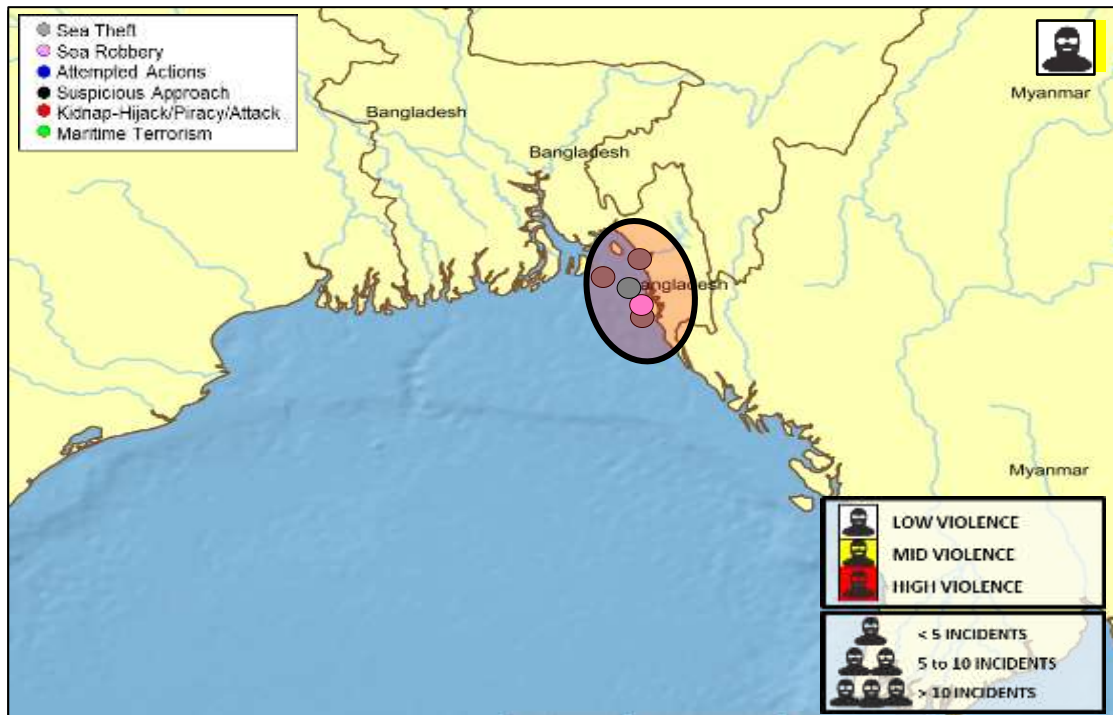 Sea Theft
Sea Robbery
Attempted Actions
Suspicious Approach
Kidnap-Hijack/Piracy/Attack
Maritime Terrorism
Myanmar
Bangladesh
Bangladesh
angladesh
Myanmar
LOW VIOLENCE
MID VIOLENCE
HIGH VIOLENCE
< 5 INCIDENTS
5 to 10 INCIDENTS
> 10 INCIDENTS